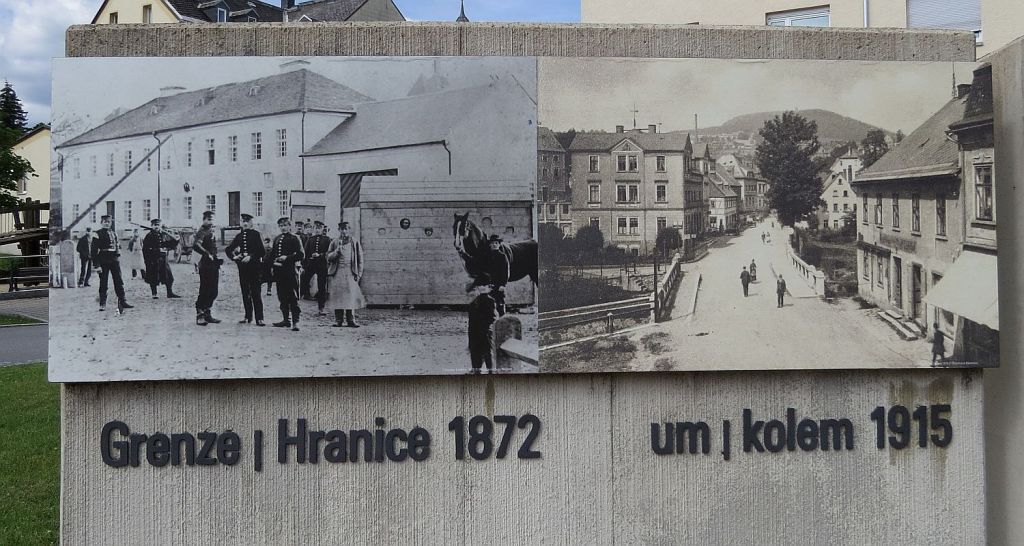 Grenze | Hranice 1872
um | kolem 1915